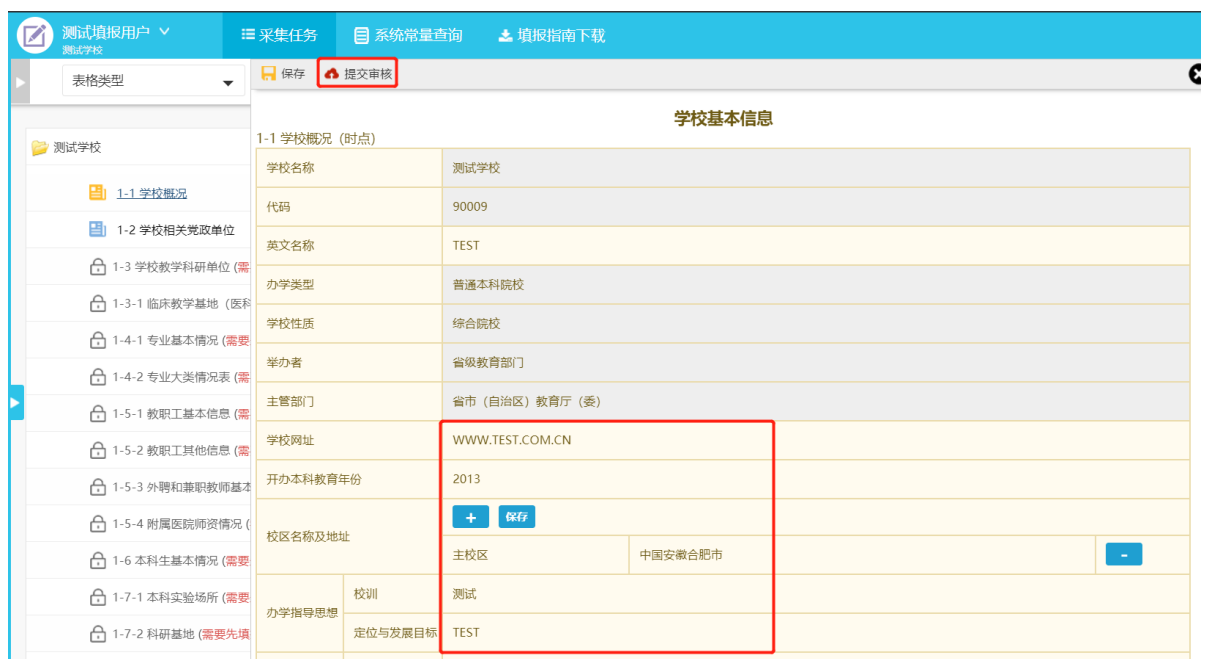 测试填报用户
测试学校
采集任务
系统常量查询
填报指南下载
表格类型
保存
提交审核
测试学校
1-1 学校概况
1-2 学校相关党政单位
1-3 学校教学科研单位 (需
1-3-1 临床教学基地（医科
1-4-1 专业基本情况 (需要
1-4-2 专业大类情况表 (需
1-5-1 教职工基本信息 (需
1-5-2 教职工其他信息 (需
1-5-3 外聘和兼职教师基本
1-5-4 附属医院师资情况 (
1-6 本科生基本情况 (需要
1-7-1 本科实验场所 (需要
1-7-2 科研基地 (需要先填
学校基本信息
1-1 学校概况（时点）
学校名称 测试学校
代码 90009
英文名称 TEST
办学类型 普通本科院校
学校性质 综合院校
举办者 省级教育部门
主管部门 省市（自治区）教育厅（委）
学校网址 WWW.TEST.COM.CN
开办本科教育年份 2013
校区名称及地址
+ 保存
主校区 中国安徽合肥市 -
办学指导思想
校训 测试
定位与发展目标 TEST